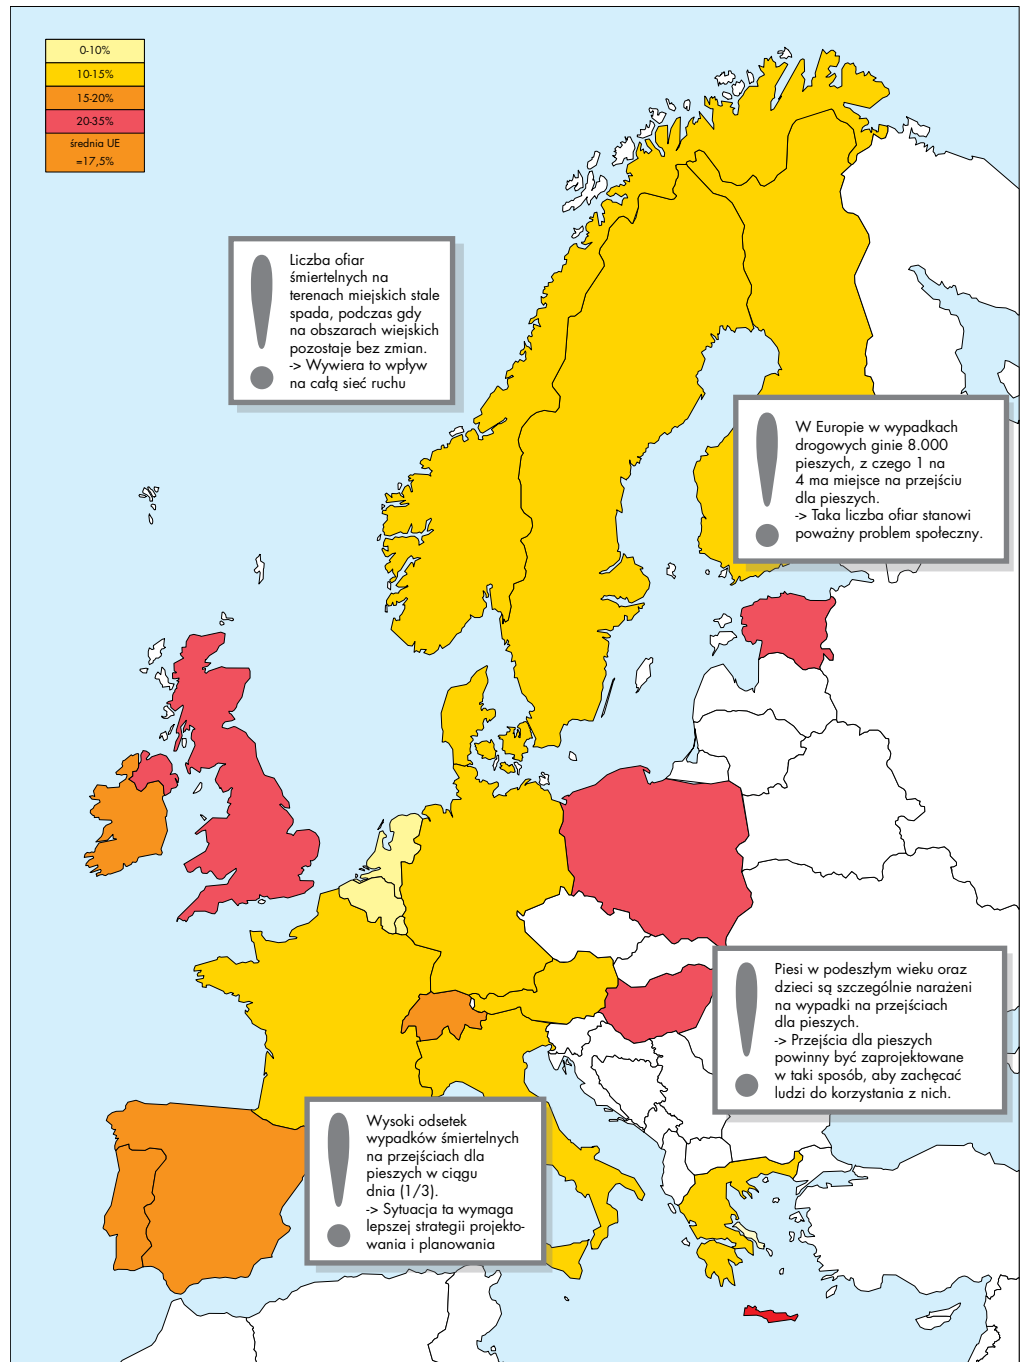 0-10%
10-15%
15-20%
20-35%
średnia UE
=17,5%
Liczba ofiar
śmiertelnych na
terenach miejskich stale
spada, podczas gdy
na obszarach wiejskich
pozostaje bez zmian.
-> Wywiera to wpływ
na całą sieć ruchu
W Europie w wypadkach
drogowych ginie 8.000
pieszych, z czego 1 na
4 ma miejsce na przejściu
dla pieszych.
-> Taka liczba ofiar stanowi
poważny problem społeczny.
Piesi w podeszłym wieku oraz
dzieci są szczególnie narażeni
na wypadki na przejściach
dla pieszych.
-> Przejścia dla pieszych
powinny być zaprojektowane
w taki sposób, aby zachęcać
ludzi do korzystania z nich.
Wysoki odsetek
wypadków śmiertelnych
na przejściach dla
pieszych w ciągu
dnia (1/3).
-> Sytuacja ta wymaga
lepszej strategii projekto-
wania i planowania